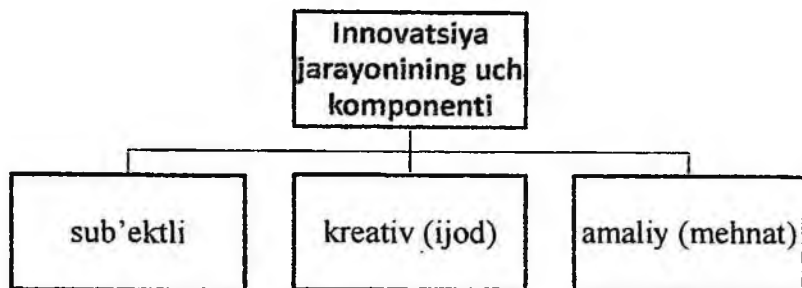 Innovatsiya
jarayonining uch
komponenti
sub’ektli
kreativ (ijod)
amaliy (mehnat)